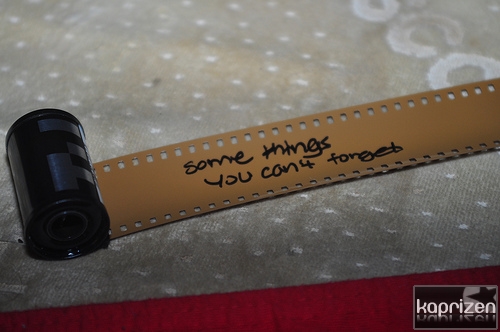 some things
you can't forget
kaprizen